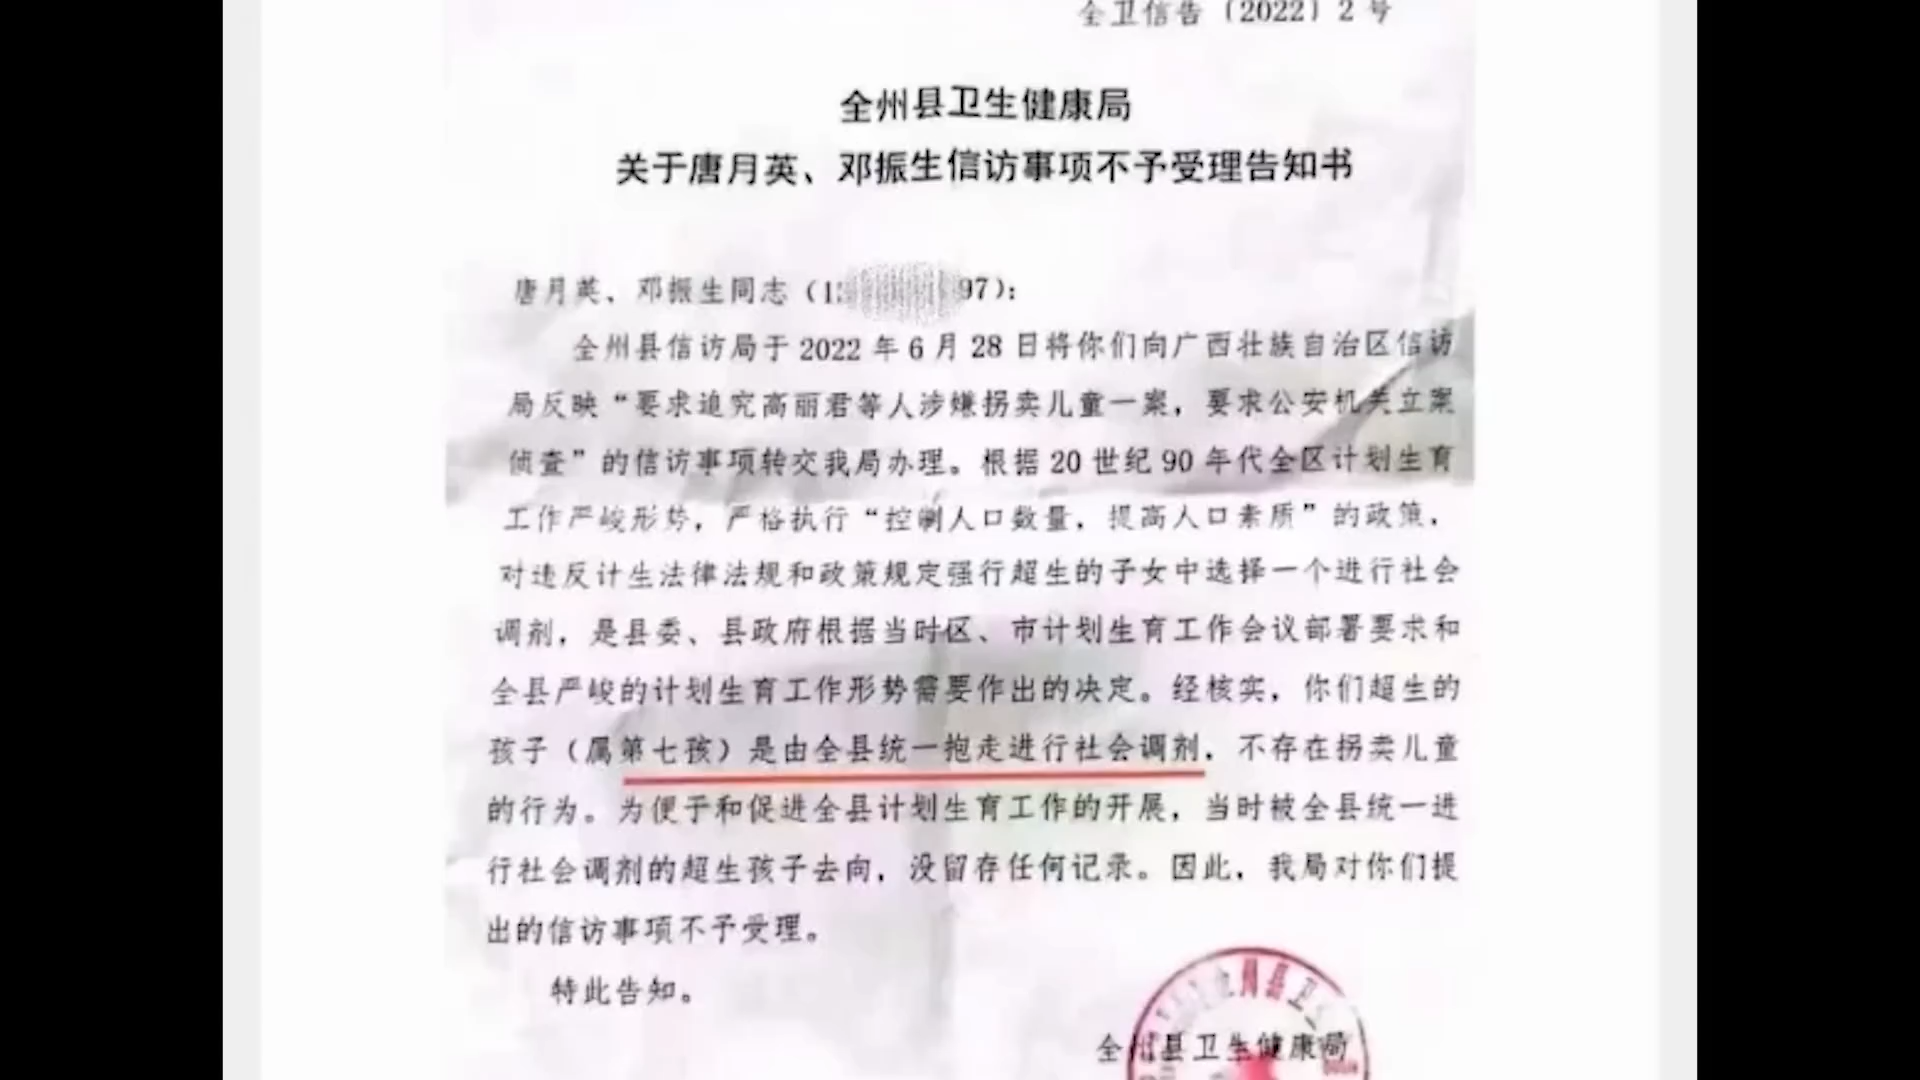 全卫信告〔2022〕2号
全州县卫生健康局
关于唐月英、邓振生信访事项不予受理告知书
唐月英、邓振生同志（1 97）：
全州县信访局于2022年6月28日将你们向广西壮族自治区信访
局反映“要求追究高丽君等人涉嫌拐卖儿童一案，要求公安机关立案
侦查”的信访事项转交我局办理。根据20世纪90年代全区计划生育
工作严峻形势，严格执行“控制人口数量，提高人口素质”的政策，
对违反计生法律法规和政策规定强行超生的子女中选择一个进行社会
调剂，是县委、县政府根据当时区、市计划生育工作会议部署要求和
全县严峻的计划生育工作形势需要作出的决定。经核实，你们超生的
孩子（属第七孩）是由全县统一抱走进行社会调剂，不存在拐卖儿童
的行为。为便于和促进全县计划生育工作的开展，当时被全县统一进
行社会调剂的超生孩子去向，没留存任何记录。因此，我局对你们提
出的信访事项不予受理。
特此告知。
州县卫
全州县卫生健康局